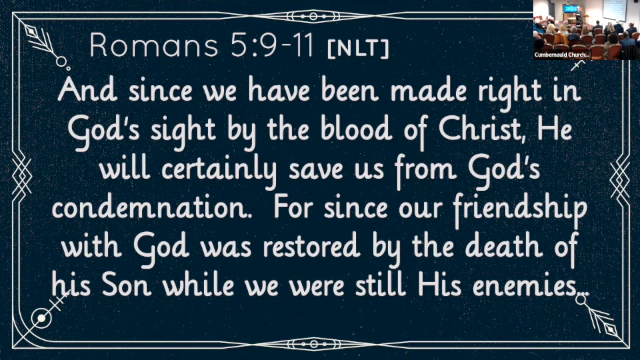 Romans 5:9-11 [NLT]
And since we have been made right in
God's sight by the blood of Christ, He
will certainly save us from God's
condemnation. For since our friendship
with God was restored by the death of
his Son while we were still His enemies...
Cumbernauld Church...